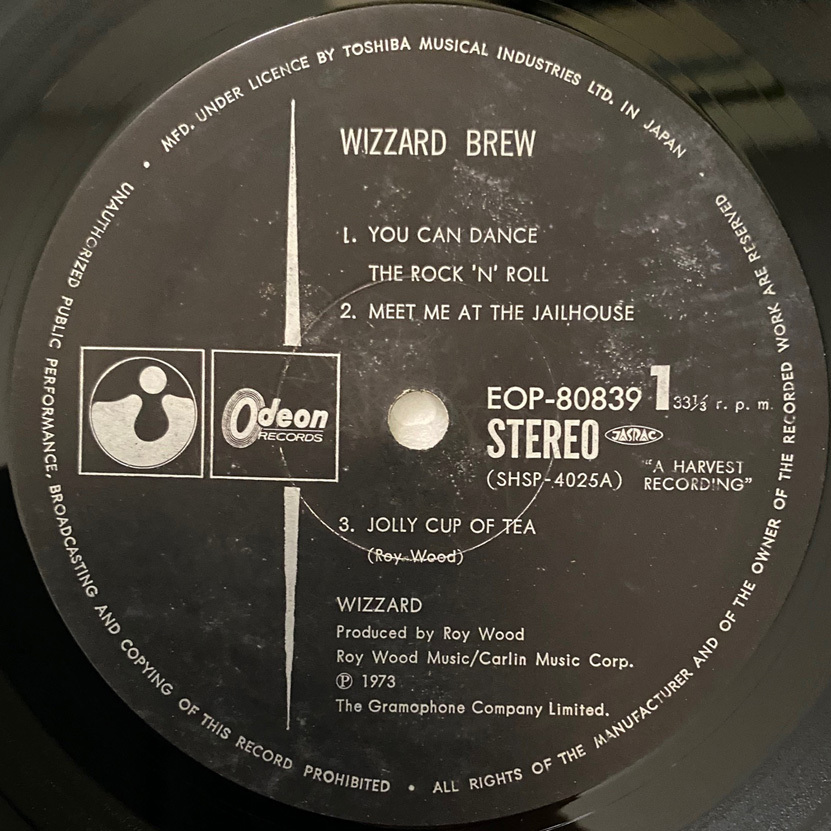 MFD. UNDER LICENCE BY TOSHIBA MUSICAL INDUSTRIES LTD. IN JAPAN
WIZZARD BREW
1. YOU CAN DANCE
THE ROCK 'N' ROLL
2. MEET ME AT THE JAILHOUSE
Odeon
RECORDS
EOP-80839 1 33⅓ r. p. m.
STEREO JASRAC
(SHSP-4025A) "A HARVEST
RECORDING"
3. JOLLY CUP OF TEA
(Roy Wood)
WIZZARD
Produced by Roy Wood
Roy Wood Music/Carlin Music Corp.
Ⓟ 1973
The Gramophone Company Limited.
ALL RIGHTS OF THE MANUFACTURER AND OF THE OWNER OF THE RECORDED WORK ARE RESERVED
UNAUTHORIZED PUBLIC PERFORMANCE, BROADCASTING AND COPYING OF THIS RECORD PROHIBITED